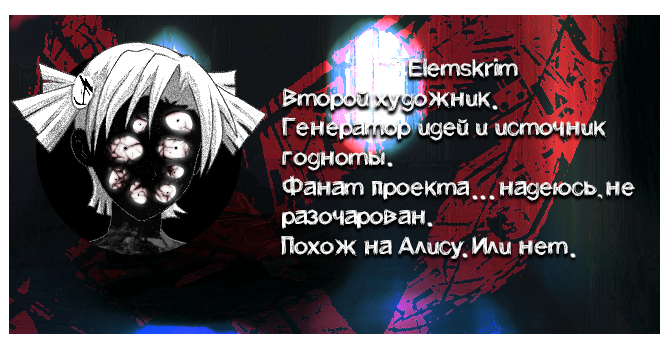 Elemskrim
Второй художник.
Генератор идей и источник
годноты.
Фанат проекта...надеюсь,не
разочарован.
Похож на Алису.Или нет.